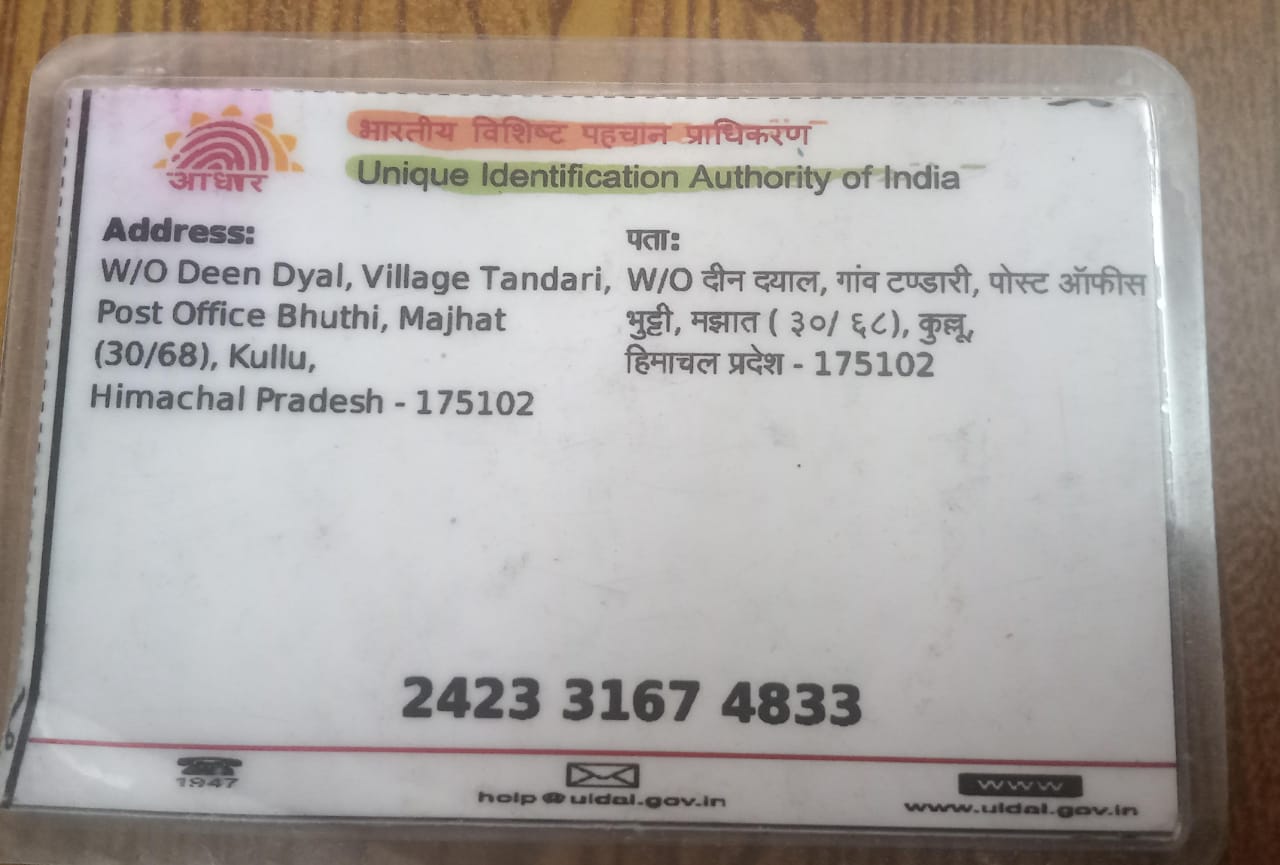 आधार
भारतीय विशिष्ट पहचान प्राधिकरण
Unique Identification Authority of India
Address:
W/O Deen Dyal, Village Tandari,
Post Office Bhuthi, Majhat
(30/68), Kullu,
Himachal Pradesh - 175102
पता:
W/O दीन दयाल, गांव टण्डारी, पोस्ट ऑफीस
भुट्टी, मझात ( ३०/ ६८), कुल्लू,
हिमाचल प्रदेश - 175102
2423 3167 4833
1947
help@uidai.gov.in
WWW
www.uidai.gov.in